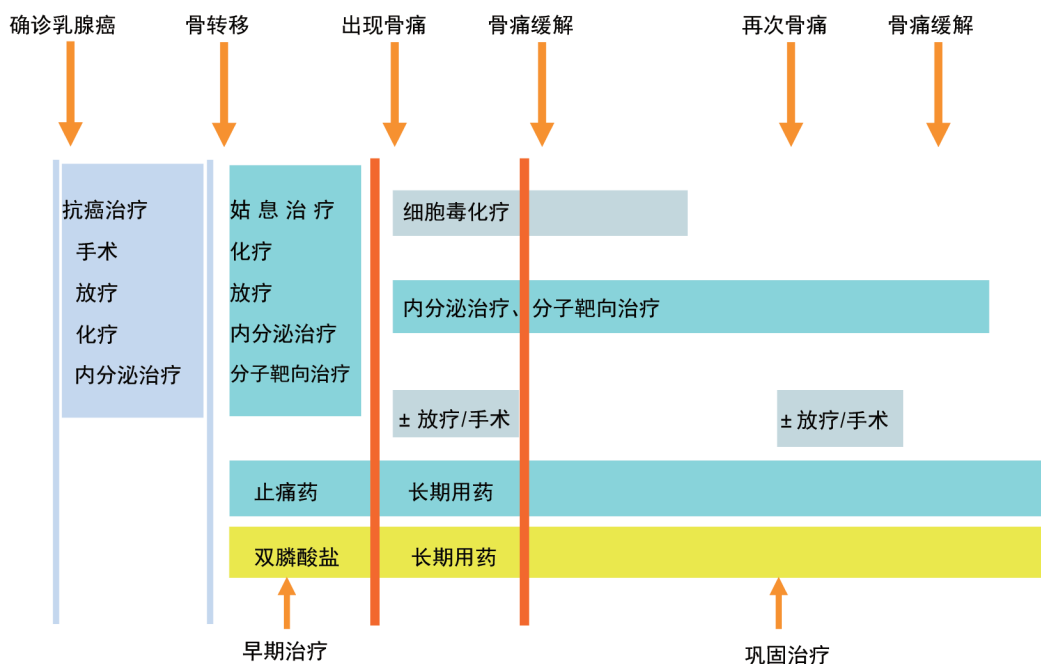 确诊乳腺癌
骨转移
出现骨痛
骨痛缓解
再次骨痛
骨痛缓解
抗癌治疗
手术
放疗
化疗
内分泌治疗
姑息治疗
化疗
放疗
内分泌治疗
分子靶向治疗
细胞毒化疗
内分泌治疗、分子靶向治疗
± 放疗/手术
± 放疗/手术
止痛药
长期用药
双膦酸盐
长期用药
早期治疗
巩固治疗